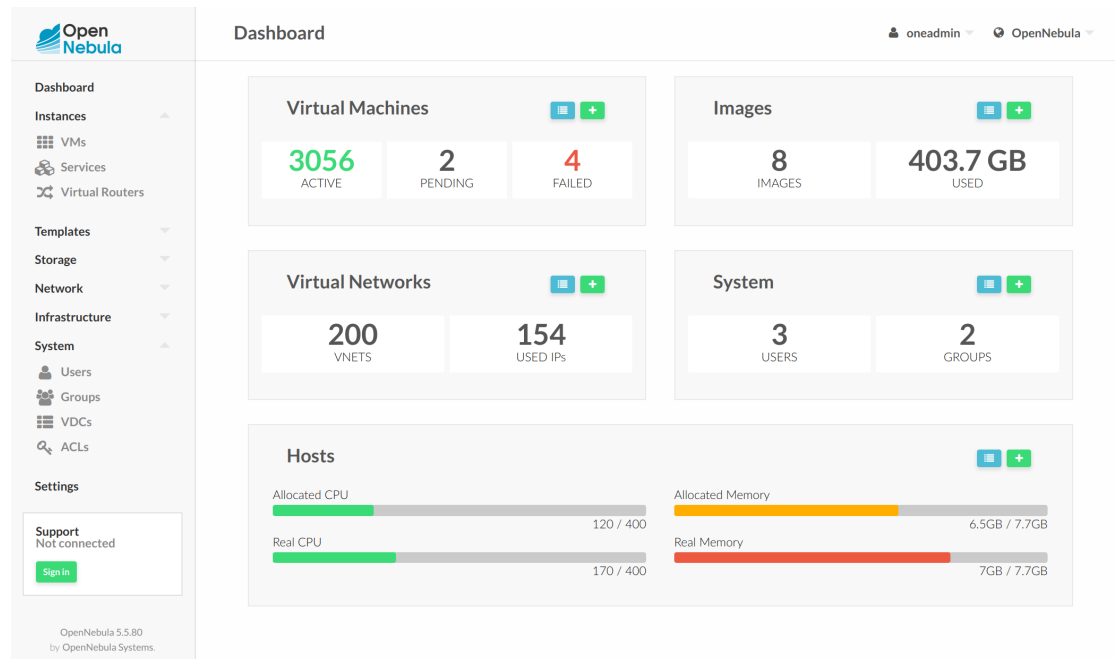 Open
Nebula
Dashboard
oneadmin
OpenNebula
Dashboard
Instances
VMs
Services
Virtual Routers
Templates
Storage
Network
Infrastructure
System
Users
Groups
VDCs
ACLs
Settings
Support
Not connected
Sign in
OpenNebula 5.5.80
by OpenNebula Systems.
Virtual Machines
3056
ACTIVE
2
PENDING
4
FAILED
Images
8
IMAGES
403.7 GB
USED
Virtual Networks
200
VNETS
154
USED IPs
System
3
USERS
2
GROUPS
Hosts
Allocated CPU
120 / 400
Real CPU
170 / 400
Allocated Memory
6.5GB / 7.7GB
Real Memory
7GB / 7.7GB